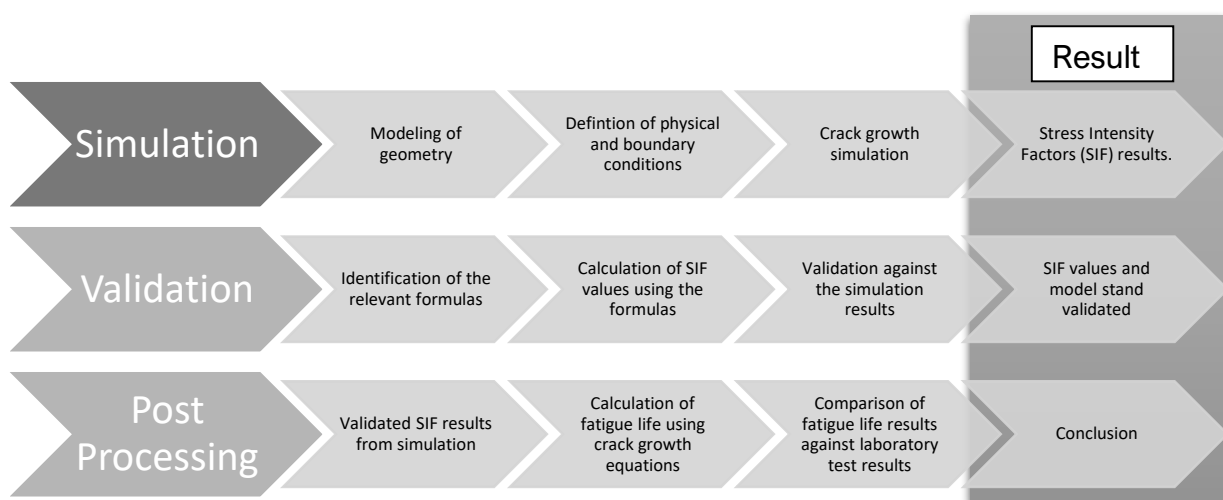 Result
Simulation
Modeling of
geometry
Defintion of physical
and boundary
conditions
Crack growth
simulation
Stress Intensity
Factors (SIF) results.
Validation
Identification of the
relevant formulas
Calculation of SIF
values using the
formulas
Validation against
the simulation
results
SIF values and
model stand
validated
Post
Processing
Validated SIF results
from simulation
Calculation of
fatigue life using
crack growth
equations
Comparison of
fatigue life results
against laboratory
test results
Conclusion